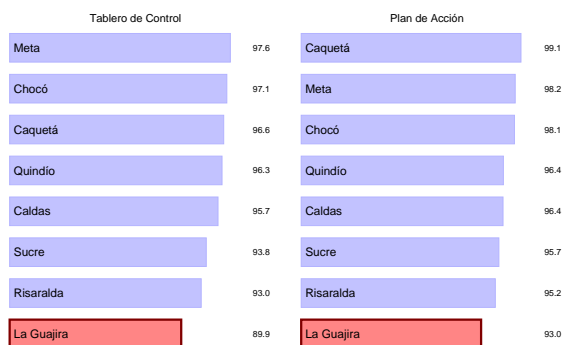 Tablero de Control
Meta 97.6
Chocó 97.1
Caquetá 96.6
Quindío 96.3
Caldas 95.7
Sucre 93.8
Risaralda 93.0
La Guajira 89.9
Plan de Acción
Caquetá 99.1
Meta 98.2
Chocó 98.1
Quindío 96.4
Caldas 96.4
Sucre 95.7
Risaralda 95.2
La Guajira 93.0